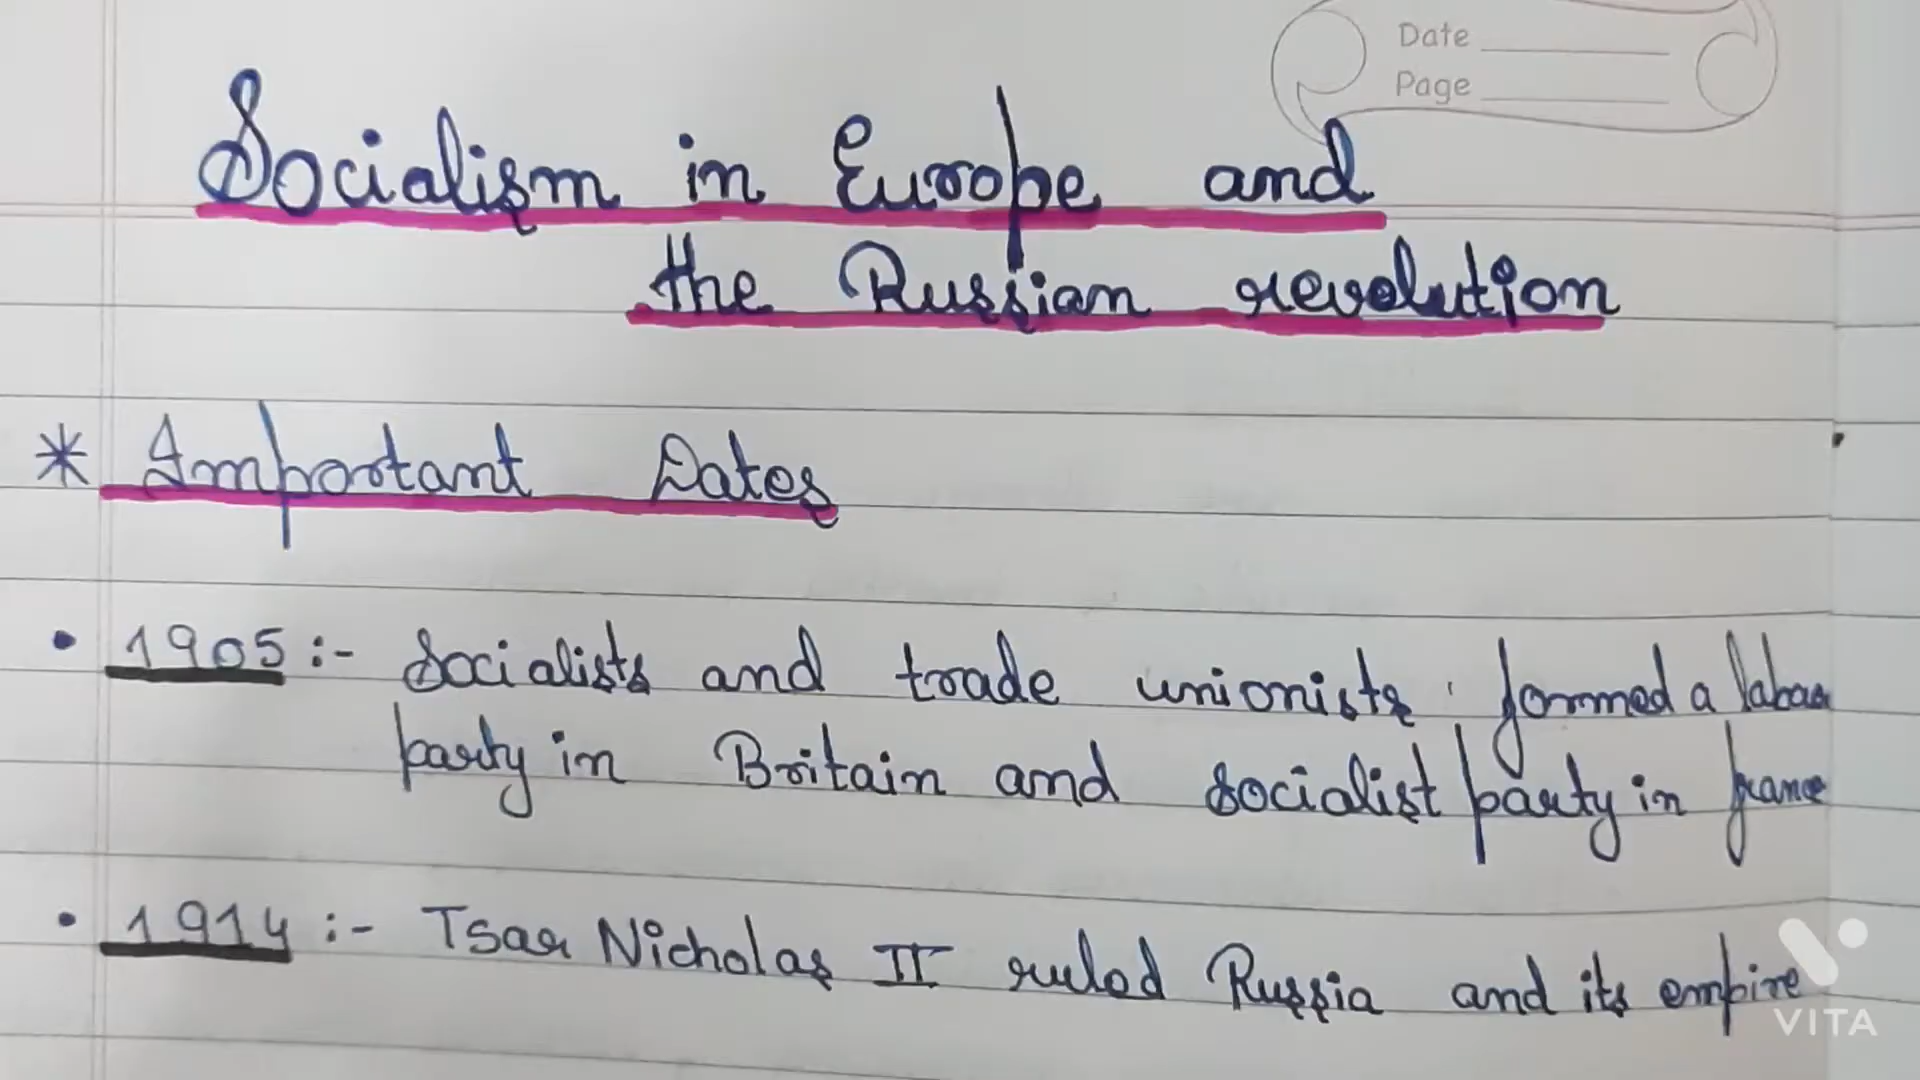 Date
Page
Socialism in Europe and
the Russian revolution
* Important Dates
• 1905 :- Socialists and trade unionists formed a labour
party in Britain and socialist party in france
• 1914 :- Tsar Nicholas II ruled Russia and its empire
VITA